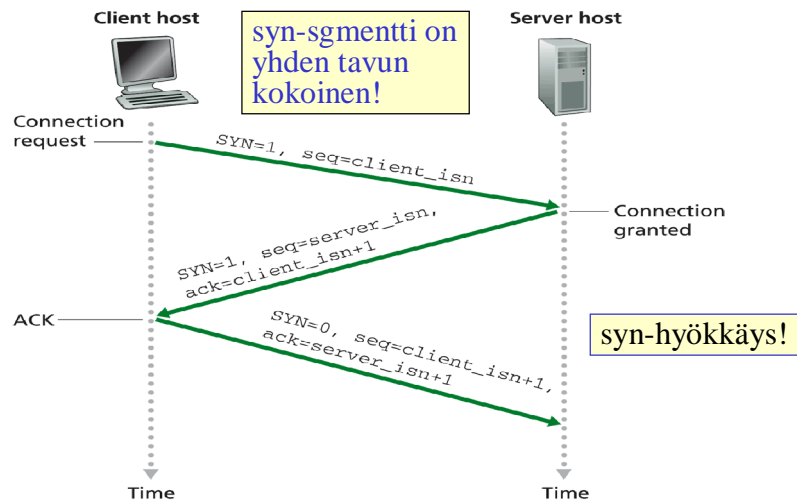 Client host
Server host
syn-sgmentti on
yhden tavun
kokoinen!
Connection
request
SYN=1, seq=client_isn
Connection
granted
SYN=1, seq=server_isn,
ack=client_isn+1
ACK
SYN=0, seq=client_isn+1,
ack=server_isn+1
syn-hyökkäys!
Time
Time